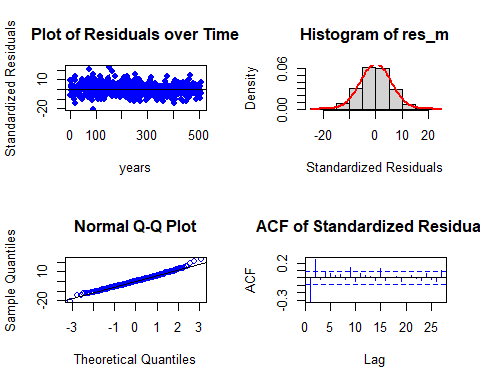 Plot of Residuals over Time
Standardized Residuals
10
-20
0 100 300 500
years
Histogram of res_m
Density
0.06
0.00
-20 0 10 20
Standardized Residuals
Normal Q-Q Plot
Sample Quantiles
10
-20
-3 -1 0 1 2 3
Theoretical Quantiles
ACF of Standardized Residua
ACF
0.2
-0.3
0 5 10 15 20 25
Lag